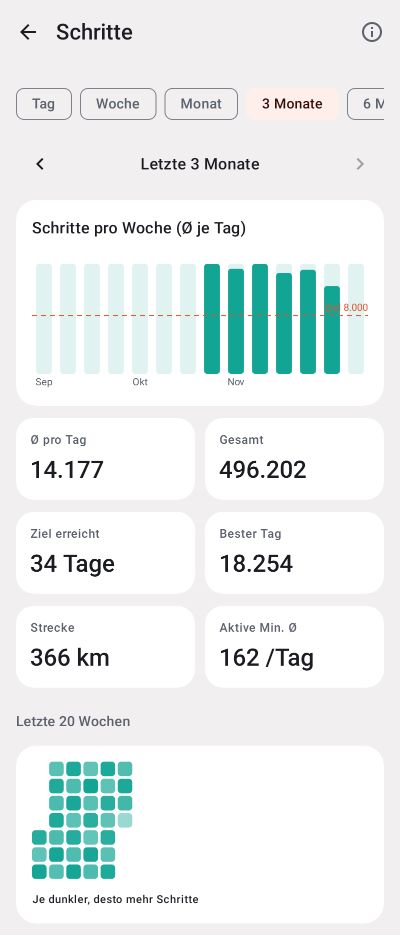 Schritte
Tag
Woche
Monat
3 Monate
6 M
Letzte 3 Monate
Schritte pro Woche (Ø je Tag)
8.000
Sep
Okt
Nov
Ø pro Tag
14.177
Gesamt
496.202
Ziel erreicht
34 Tage
Bester Tag
18.254
Strecke
366 km
Aktive Min. Ø
162 /Tag
Letzte 20 Wochen
Je dunkler, desto mehr Schritte